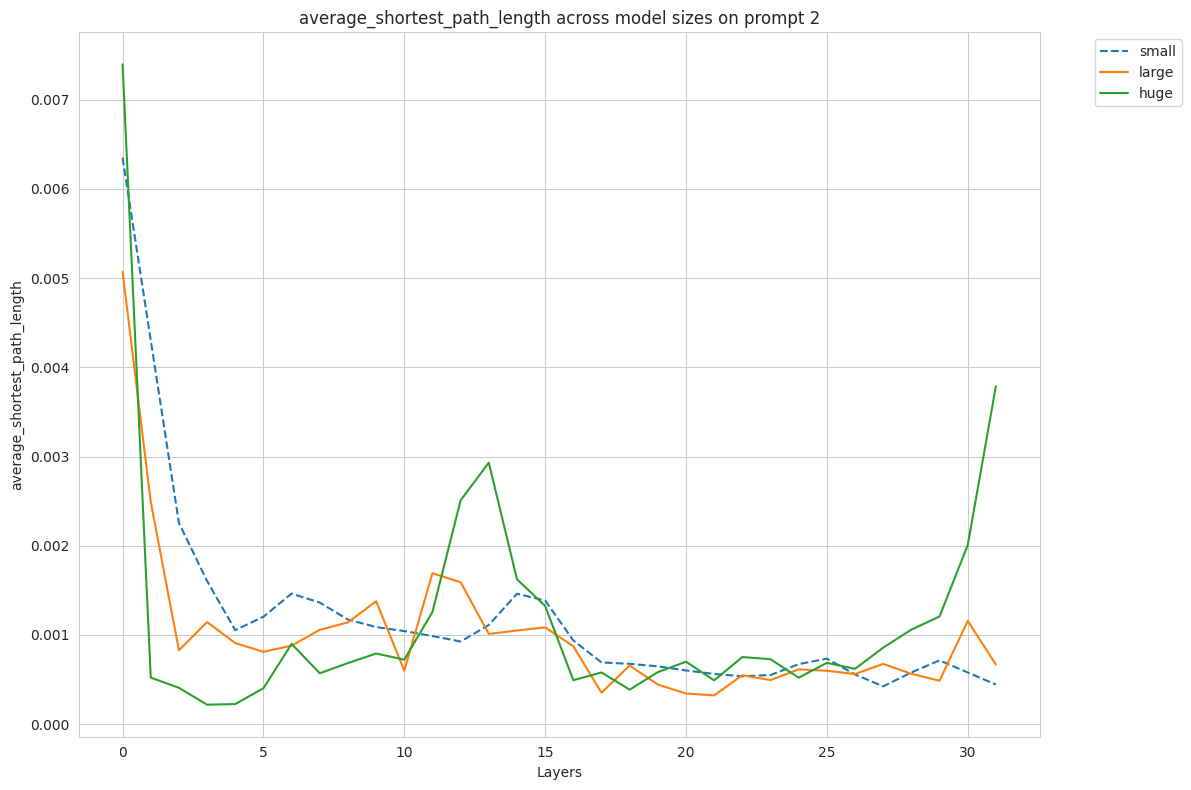 average_shortest_path_length across model sizes on prompt 2
small
large
huge
average_shortest_path_length
0.007
0.006
0.005
0.004
0.003
0.002
0.001
0.000
0
5
10
15
20
25
30
Layers